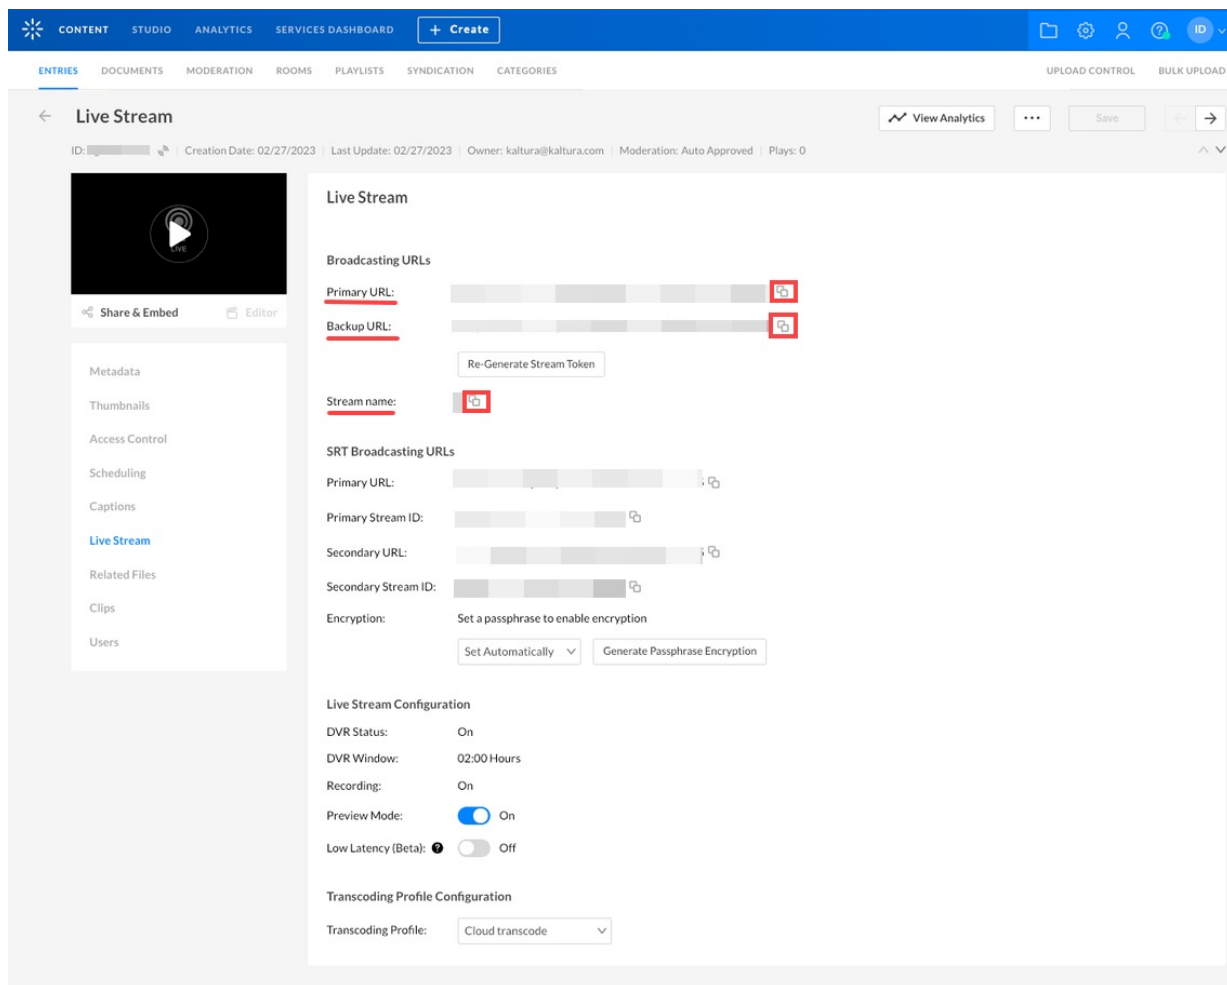 CONTENT STUDIO ANALYTICS SERVICES DASHBOARD + Create ID
ENTRIES DOCUMENTS MODERATION ROOMS PLAYLISTS SYNDICATION CATEGORIES UPLOAD CONTROL BULK UPLOAD
Live Stream View Analytics ... Save
ID: Creation Date: 02/27/2023 Last Update: 02/27/2023 Owner: kaltura@kaltura.com Moderation: Auto Approved Plays: 0
LIVE
Share & Embed Editor
Metadata
Thumbnails
Access Control
Scheduling
Captions
Live Stream
Related Files
Clips
Users
Live Stream
Broadcasting URLs
Primary URL:
Backup URL:
Re-Generate Stream Token
Stream name:
SRT Broadcasting URLs
Primary URL:
Primary Stream ID:
Secondary URL:
Secondary Stream ID:
Encryption: Set a passphrase to enable encryption
Set Automatically Generate Passphrase Encryption
Live Stream Configuration
DVR Status: On
DVR Window: 02:00 Hours
Recording: On
Preview Mode: On
Low Latency (Beta): ? Off
Transcoding Profile Configuration
Transcoding Profile: Cloud transcode